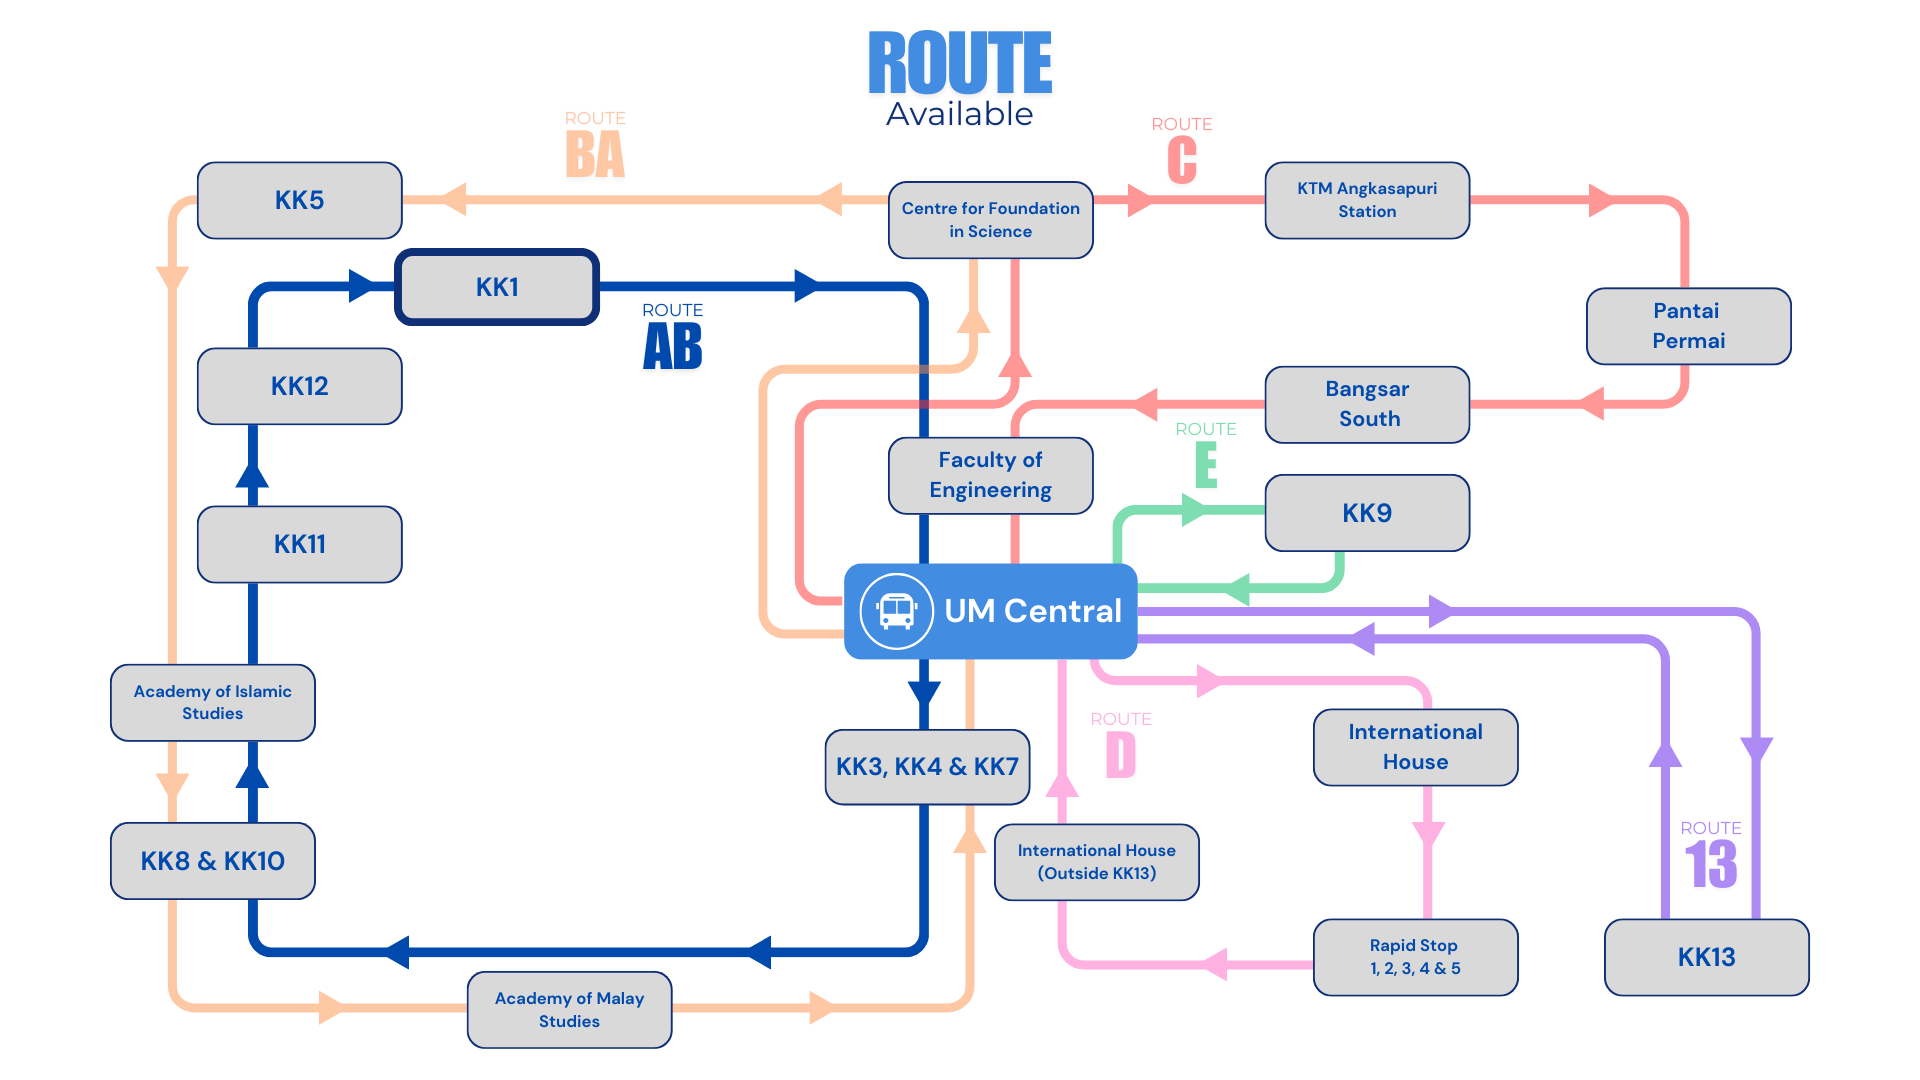 ROUTE
Available
ROUTE
BA
ROUTE
C
KK5
Centre for Foundation
in Science
KTM Angkasapuri
Station
KK1
ROUTE
AB
Pantai
Permai
KK12
Bangsar
South
ROUTE
E
Faculty of
Engineering
KK9
KK11
UM Central
Academy of Islamic
Studies
KK3, KK4 & KK7
ROUTE
D
International
House
KK8 & KK10
International House
(Outside KK13)
ROUTE
13
Rapid Stop
1, 2, 3, 4 & 5
KK13
Academy of Malay
Studies